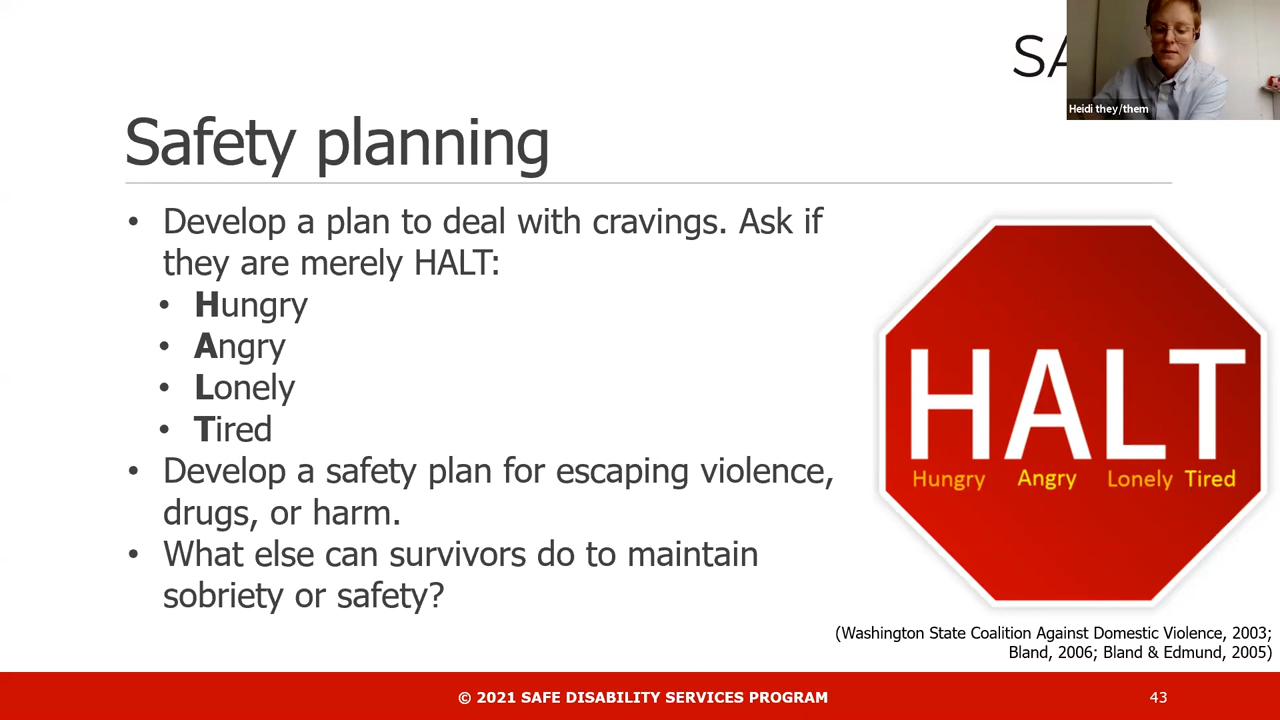 SA
Heidi they/them
Safety planning
• Develop a plan to deal with cravings. Ask if
they are merely HALT:
• Hungry
• Angry
• Lonely
• Tired
• Develop a safety plan for escaping violence,
drugs, or harm.
• What else can survivors do to maintain
sobriety or safety?
HALT
Hungry Angry Lonely Tired
(Washington State Coalition Against Domestic Violence, 2003;
Bland, 2006; Bland & Edmund, 2005)
© 2021 SAFE DISABILITY SERVICES PROGRAM
43